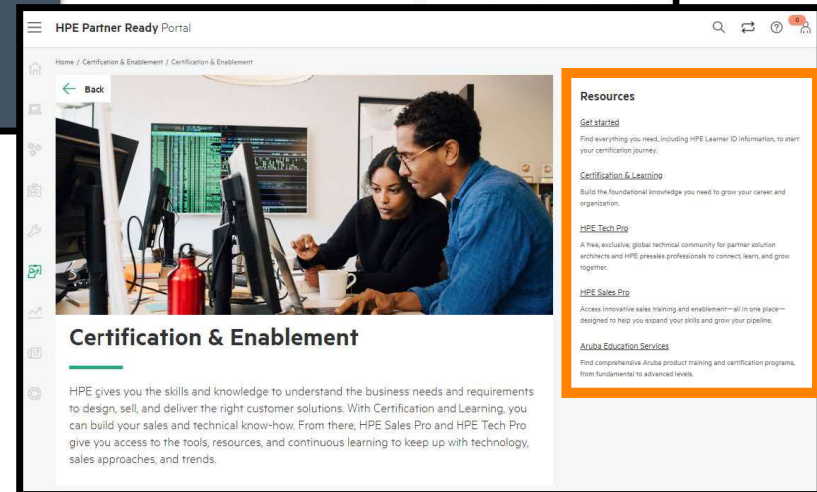 HPE Partner Ready Portal
0
Home / Certification & Enablement / Certification & Enablement
Back
Certification & Enablement
HPE gives you the skills and knowledge to understand the business needs and requirements
to design, sell, and deliver the right customer solutions. With Certification and Learning, you
can build your sales and technical know-how. From there, HPE Sales Pro and HPE Tech Pro
give you access to the tools, resources, and continuous learning to keep up with technology,
sales approaches, and trends.
Resources
Get started
Find everything you need, including HPE Learner ID information, to start
your certification journey.
Certification & Learning
Build the foundational knowledge you need to grow your career and
organization.
HPE Tech Pro
A free, exclusive, global technical community for partner solution
architects and HPE presales professionals to connect, learn, and grow
together.
HPE Sales Pro
Access innovative sales training and enablement—all in one place—
designed to help you expand your skills and grow your pipeline.
Aruba Education Services
Find comprehensive Aruba product training and certification programs,
from fundamental to advanced levels.